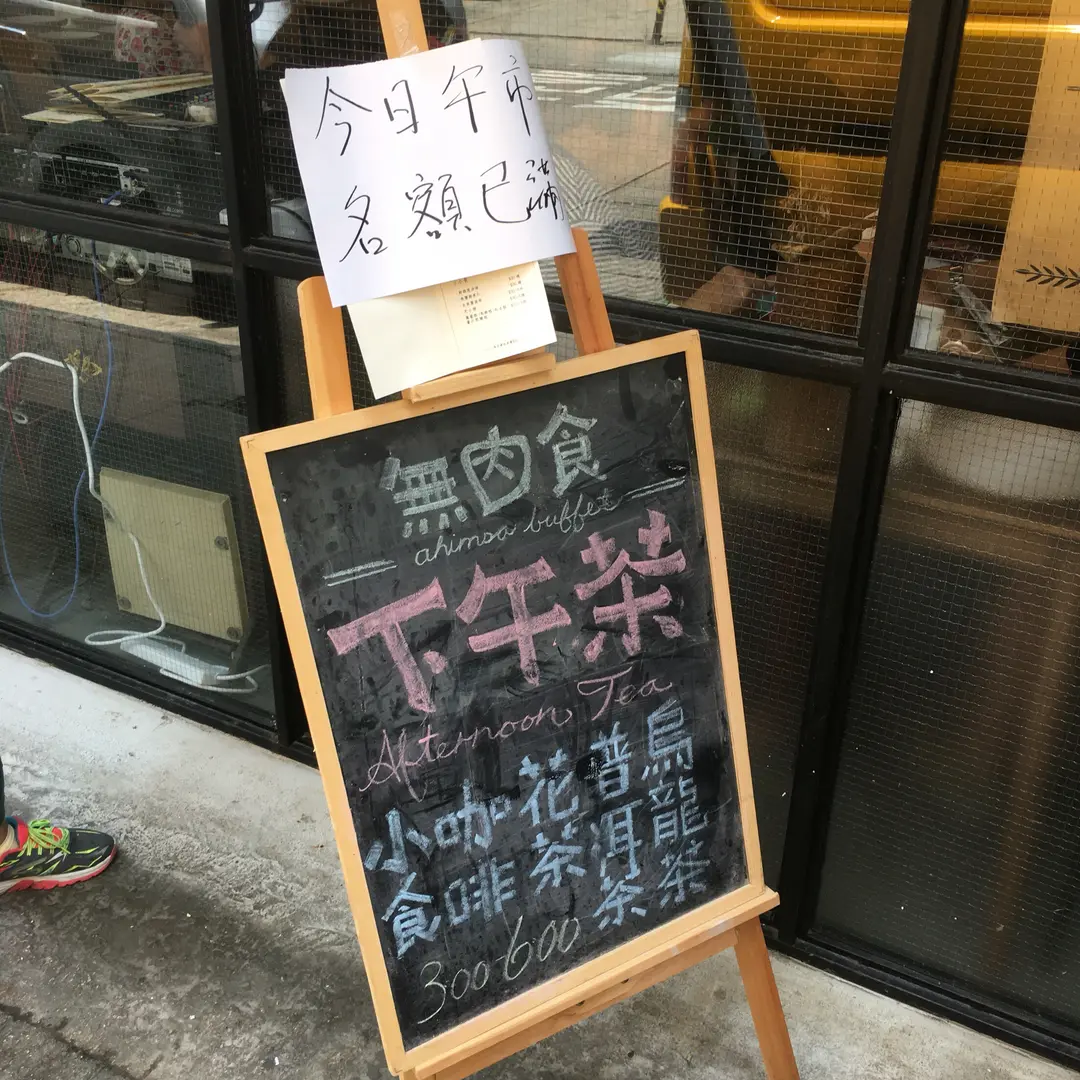 今日午市
名額已滿
無肉食
ahimsa buffet
下午茶
Afternoon Tea
烏龍茶
普洱茶
花茶
咖啡
小食
300-600